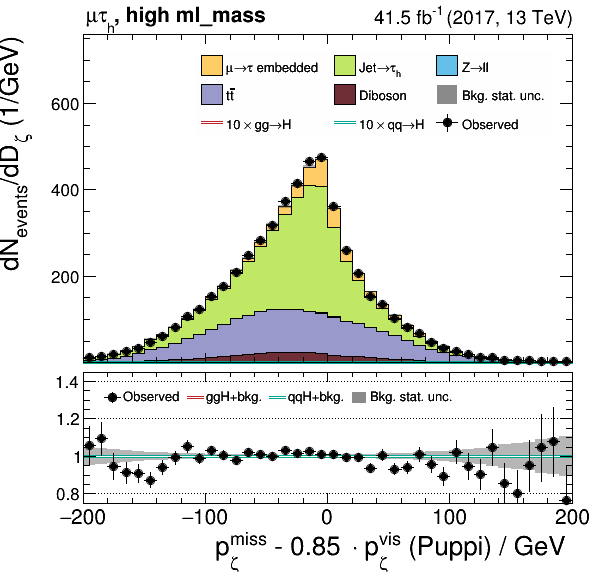 μτ_h, high ml_mass 41.5 fb⁻¹ (2017, 13 TeV)
dN_events/dD_ζ (1/GeV)
600
400
200
μ→τ embedded Jet→τ_h Z→ll
tt̄ Diboson Bkg. stat. unc.
10 × gg→H 10 × qq→H Observed
1.4
1.2
1
0.8
Observed ggH+bkg. qqH+bkg. Bkg. stat. unc.
−200 −100 0 100 200
p_ζ^miss - 0.85 · p_ζ^vis (Puppi) / GeV